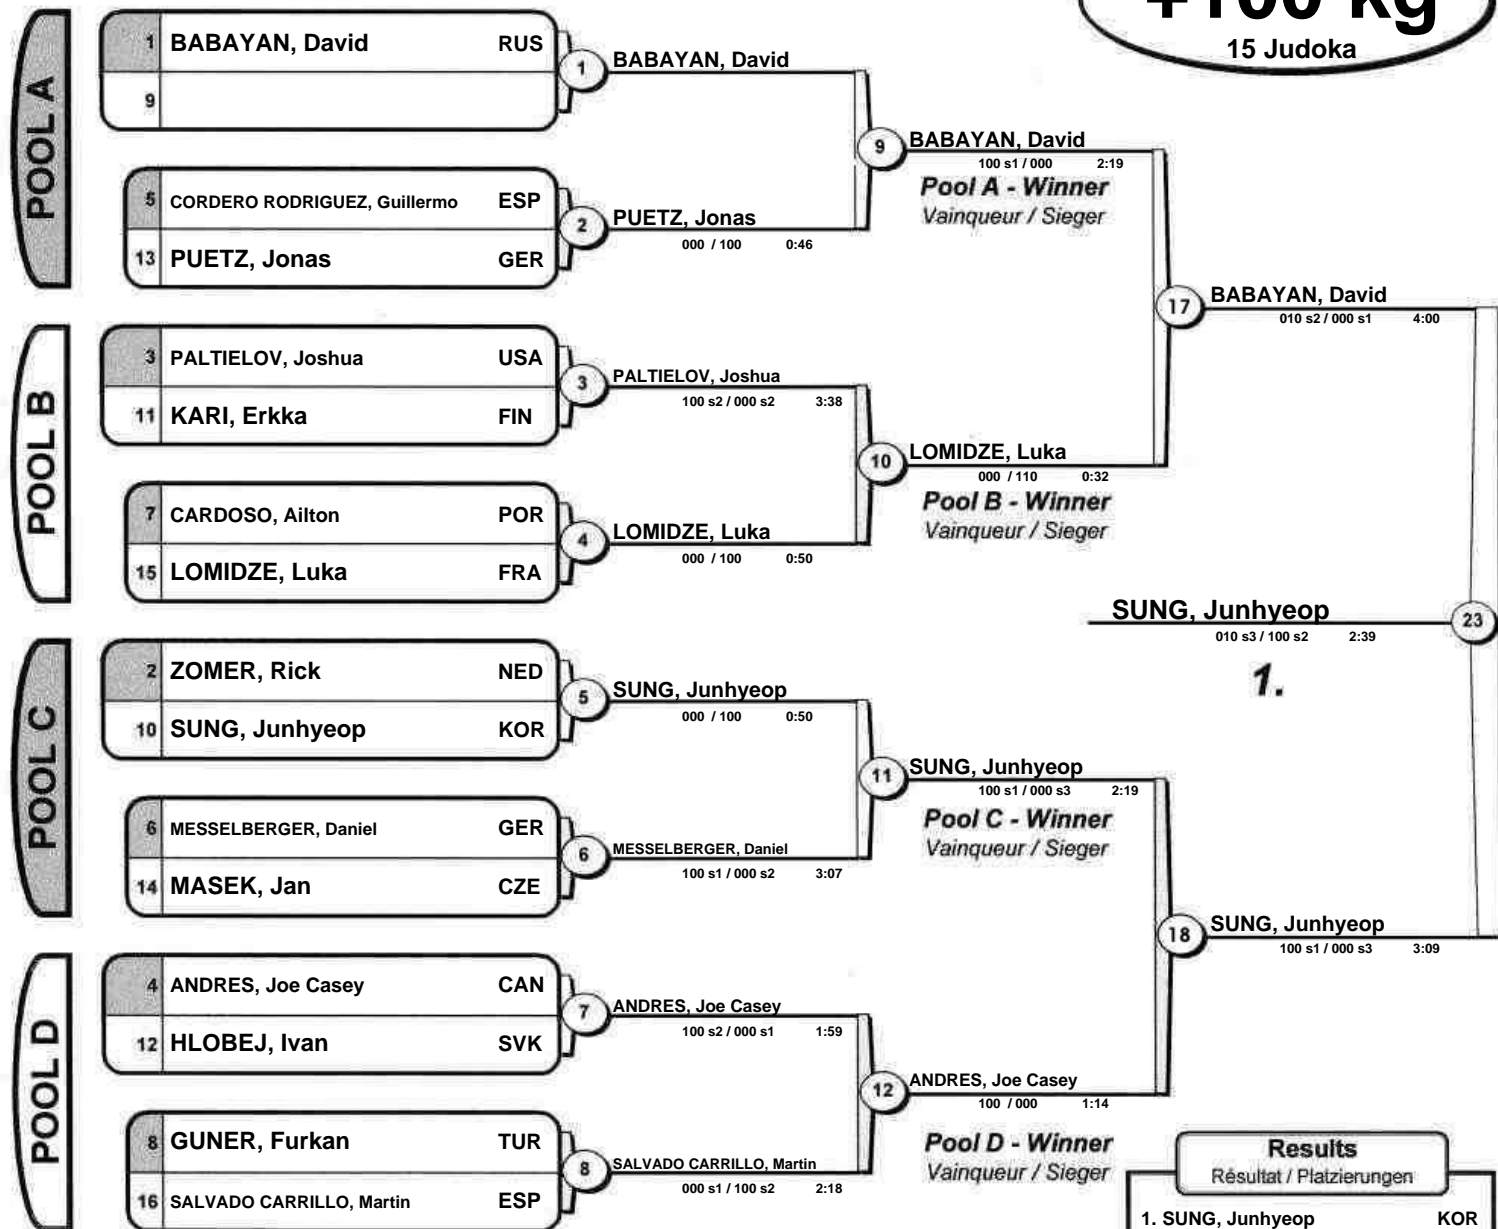 +100 kg
15 Judoka
POOL A
1 BABAYAN, David RUS
9
1 BABAYAN, David
5 CORDERO RODRIGUEZ, Guillermo ESP
13 PUETZ, Jonas GER
2 PUETZ, Jonas
000 / 100 0:46
9 BABAYAN, David
100 s1 / 000 2:19
Pool A - Winner
Vainqueur / Sieger
POOL B
3 PALTIELOV, Joshua USA
11 KARI, Erkka FIN
3 PALTIELOV, Joshua
100 s2 / 000 s2 3:38
7 CARDOSO, Ailton POR
15 LOMIDZE, Luka FRA
4 LOMIDZE, Luka
000 / 100 0:50
10 LOMIDZE, Luka
000 / 110 0:32
Pool B - Winner
Vainqueur / Sieger
17 BABAYAN, David
010 s2 / 000 s1 4:00
SUNG, Junhyeop 23
010 s3 / 100 s2 2:39
1.
POOL C
2 ZOMER, Rick NED
10 SUNG, Junhyeop KOR
5 SUNG, Junhyeop
000 / 100 0:50
6 MESSELBERGER, Daniel GER
14 MASEK, Jan CZE
6 MESSELBERGER, Daniel
100 s1 / 000 s2 3:07
11 SUNG, Junhyeop
100 s1 / 000 s3 2:19
Pool C - Winner
Vainqueur / Sieger
POOL D
4 ANDRES, Joe Casey CAN
12 HLOBEJ, Ivan SVK
7 ANDRES, Joe Casey
100 s2 / 000 s1 1:59
8 GUNER, Furkan TUR
16 SALVADO CARRILLO, Martin ESP
8 SALVADO CARRILLO, Martin
000 s1 / 100 s2 2:18
12 ANDRES, Joe Casey
100 / 000 1:14
Pool D - Winner
Vainqueur / Sieger
18 SUNG, Junhyeop
100 s1 / 000 s3 3:09
Results
Résultat / Platzierungen
1. SUNG, Junhyeop KOR